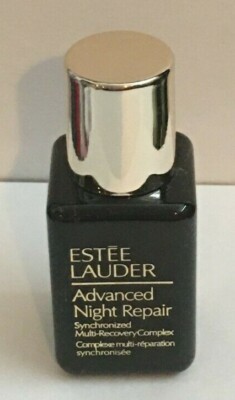 ESTĒE
LAUDER
Advanced
Night Repair
Synchronized
Multi-Recovery Complex
Complexe multi-réparation
synchronisée